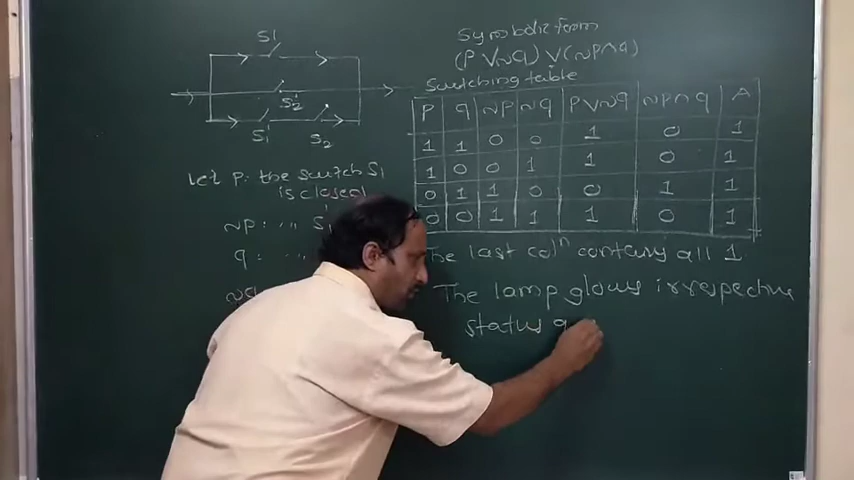 S1
S2'
S1'
S2
Let P: the switch S1
is closed
~P: ,, S1'
q: ,,
Symbolic form
(P ∨ ~q) ∨ (~P ∧ q)
Switching table
P q ~P ~q P∨~q ~P∧q A
1 1 0 0 1 0 1
1 0 0 1 1 0 1
0 1 1 0 0 1 1
0 0 1 1 1 0 1
The last colⁿ contains all 1
The lamp glows irrespective
status